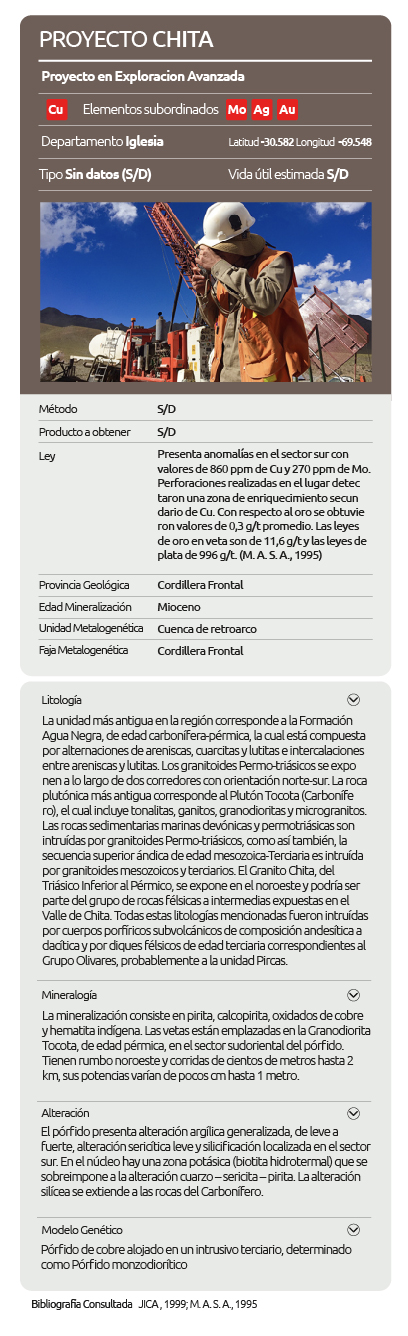 PROYECTO CHITA
Proyecto en Exploracion Avanzada
Cu Elementos subordinados Mo Ag Au
Departamento Iglesia Latitud -30.582 Longitud -69.548
Tipo Sin datos (S/D) Vida útil estimada S/D
Método S/D
Producto a obtener S/D
Ley Presenta anomalías en el sector sur con
valores de 860 ppm de Cu y 270 ppm de Mo.
Perforaciones realizadas en el lugar detec
taron una zona de enriquecimiento secun
dario de Cu. Con respecto al oro se obtuvie
ron valores de 0,3 g/t promedio. Las leyes
de oro en veta son de 11,6 g/t y las leyes de
plata de 996 g/t. (M. A. S. A., 1995)
Provincia Geológica Cordillera Frontal
Edad Mineralización Mioceno
Unidad Metalogenética Cuenca de retroarco
Faja Metalogenética Cordillera Frontal
Litología
La unidad más antigua en la región corresponde a la Formación
Agua Negra, de edad carbonífera-pérmica, la cual está compuesta
por alternaciones de areniscas, cuarcitas y lutitas e intercalaciones
entre areniscas y lutitas. Los granitoides Permo-triásicos se expo
nen a lo largo de dos corredores con orientación norte-sur. La roca
plutónica más antigua corresponde al Plutón Tocota (Carbonífe
ro), el cual incluye tonalitas, ganitos, granodioritas y microgranitos.
Las rocas sedimentarias marinas devónicas y permotriásicas son
intruídas por granitoides Permo-triásicos, como así también, la
secuencia superior ándica de edad mesozoica-Terciaria es intruída
por granitoides mesozoicos y terciarios. El Granito Chita, del
Triásico Inferior al Pérmico, se expone en el noroeste y podría ser
parte del grupo de rocas félsicas a intermedias expuestas en el
Valle de Chita. Todas estas litologías mencionadas fueron intruídas
por cuerpos porfíricos subvolcánicos de composición andesítica a
dacítica y por diques félsicos de edad terciaria correspondientes al
Grupo Olivares, probablemente a la unidad Pircas.
Mineralogía
La mineralización consiste en pirita, calcopirita, oxidados de cobre
y hematita indígena. Las vetas están emplazadas en la Granodiorita
Tocota, de edad pérmica, en el sector sudoriental del pórfido.
Tienen rumbo noroeste y corridas de cientos de metros hasta 2
km, sus potencias varían de pocos cm hasta 1 metro.
Alteración
El pórfido presenta alteración argílica generalizada, de leve a
fuerte, alteración sericítica leve y silicificación localizada en el sector
sur. En el núcleo hay una zona potásica (biotita hidrotermal) que se
sobreimpone a la alteración cuarzo – sericita – pirita. La alteración
silícea se extiende a las rocas del Carbonífero.
Modelo Genético
Pórfido de cobre alojado en un intrusivo terciario, determinado
como Pórfido monzodiorítico
Bibliografía Consultada JICA , 1999; M. A. S. A., 1995